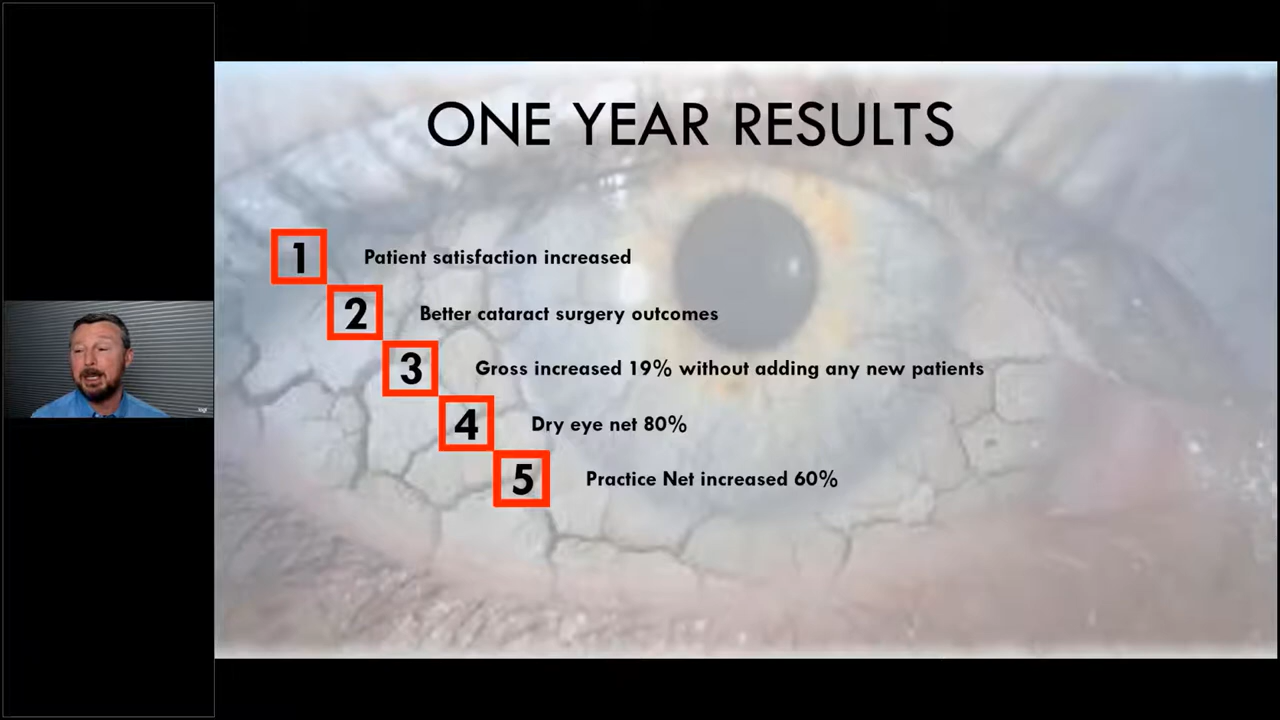 ONE YEAR RESULTS
1 Patient satisfaction increased
2 Better cataract surgery outcomes
3 Gross increased 19% without adding any new patients
4 Dry eye net 80%
5 Practice Net increased 60%